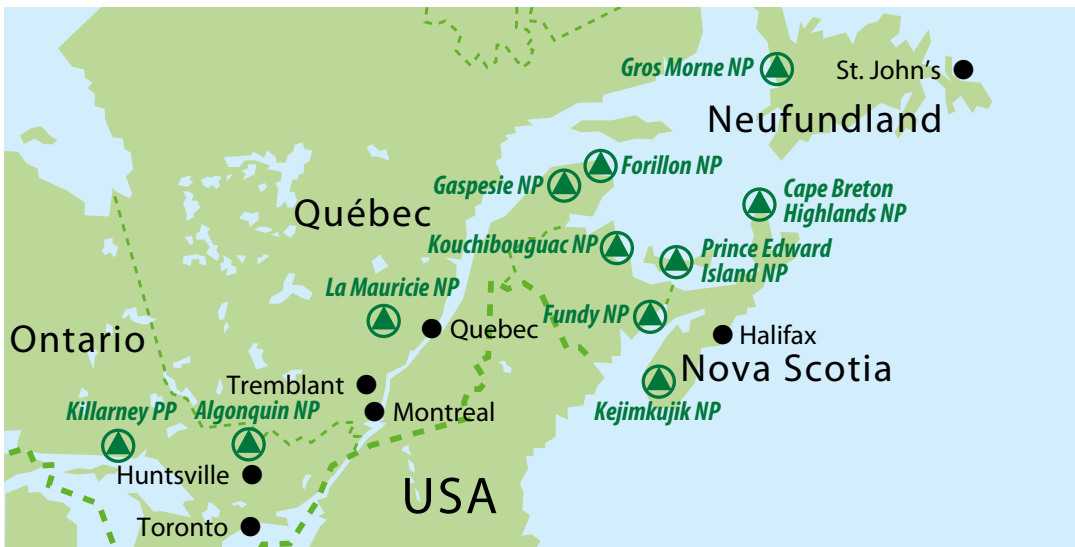 Gros Morne NP
St. John's
Neufundland
Forillon NP
Gaspesie NP
Cape Breton
Highlands NP
Québec
Kouchibouguac NP
Prince Edward
Island NP
La Mauricie NP
Fundy NP
Quebec
Halifax
Ontario
Nova Scotia
Tremblant
Killarney PP
Algonquin NP
Montreal
Kejimkujik NP
Huntsville
USA
Toronto